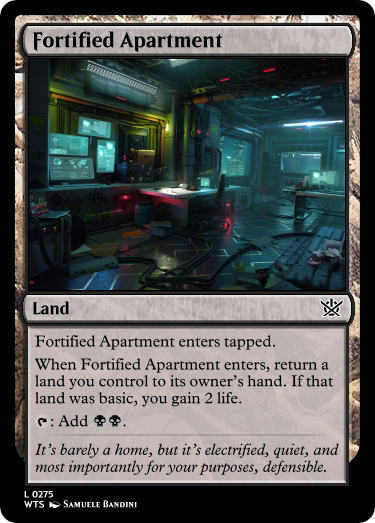 Fortified Apartment
Land
Fortified Apartment enters tapped.
When Fortified Apartment enters, return a
land you control to its owner's hand. If that
land was basic, you gain 2 life.
: Add .
It's barely a home, but it's electrified, quiet, and
most importantly for your purposes, defensible.
L 0275
WTS Samuele Bandini